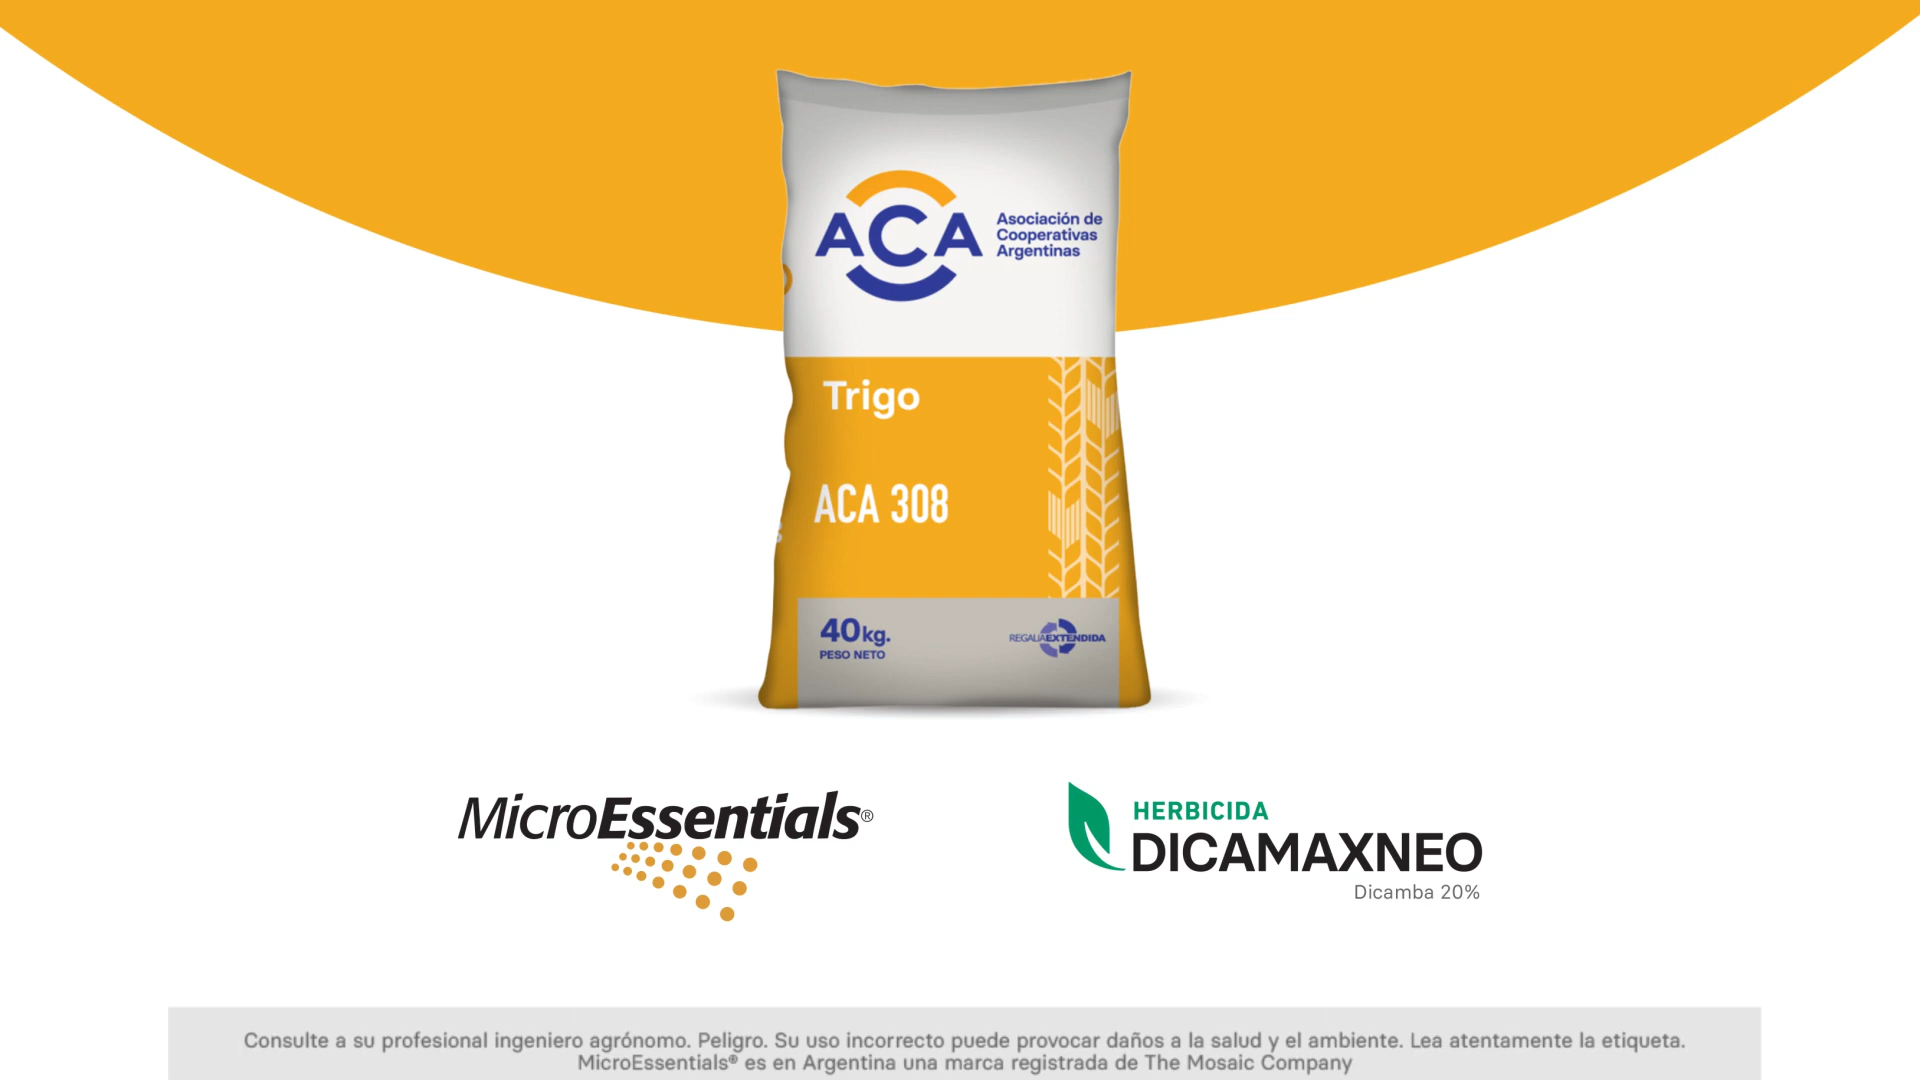 ACA
Asociación de
Cooperativas
Argentinas
Trigo
ACA 308
40kg.
PESO NETO
REGALIAEXTENDIDA
MicroEssentials®
HERBICIDA
DICAMAXNEO
Dicamba 20%
Consulte a su profesional ingeniero agrónomo. Peligro. Su uso incorrecto puede provocar daños a la salud y el ambiente. Lea atentamente la etiqueta.
MicroEssentials® es en Argentina una marca registrada de The Mosaic Company